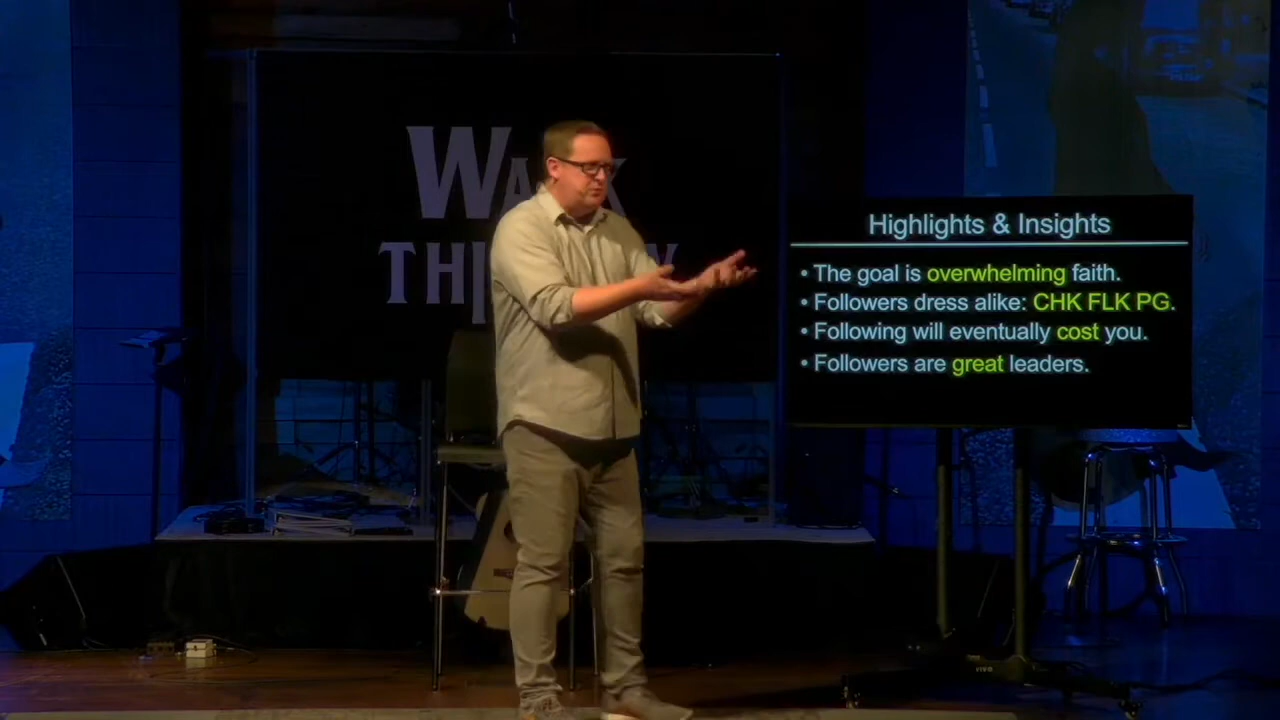 Highlights & Insights
• The goal is overwhelming faith.
• Followers dress alike: CHK FLK PG.
• Following will eventually cost you.
• Followers are great leaders.